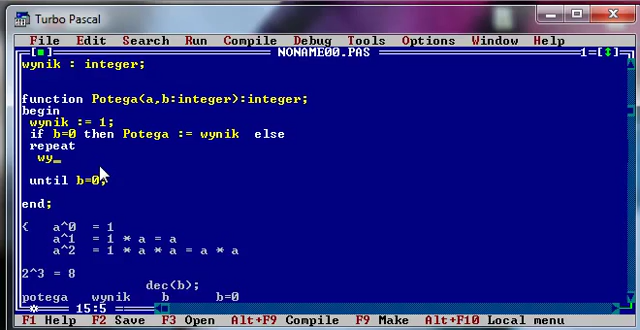 Turbo Pascal
File Edit Search Run Compile Debug Tools Options Window Help
NONAME00.PAS 1=[↕]
wynik : integer;
function Potega(a,b:integer):integer;
begin
wynik := 1;
if b=0 then Potega := wynik else
repeat
wy_
until b=0;
end;
{ a^0 = 1
a^1 = 1 * a = a
a^2 = 1 * a * a = a * a
2^3 = 8
dec(b);
potega wynik b b=0
15:5
F1 Help F2 Save F3 Open Alt+F9 Compile F9 Make Alt+F10 Local menu